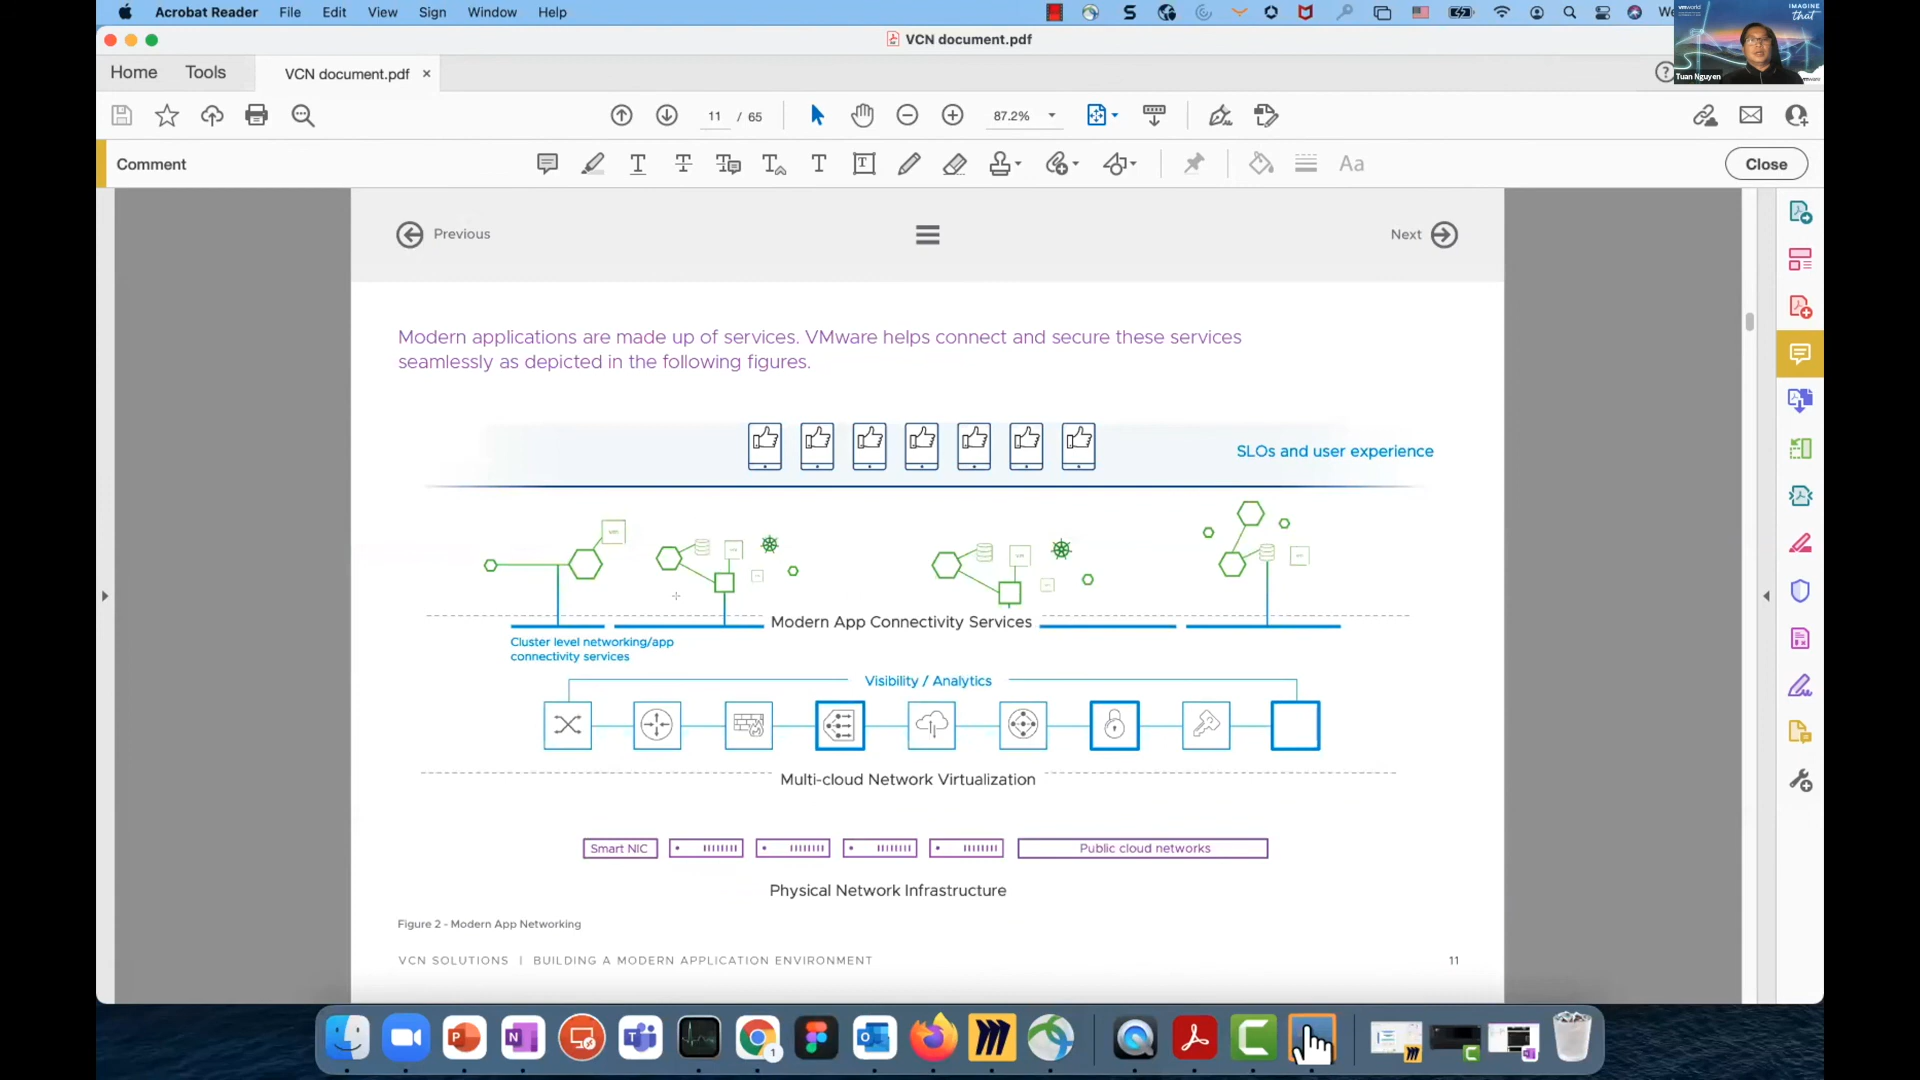 Acrobat Reader File Edit View Sign Window Help
VCN document.pdf
Home Tools VCN document.pdf
11 / 65 87.2%
Comment
Close
Previous
Next
Modern applications are made up of services. VMware helps connect and secure these services
seamlessly as depicted in the following figures.
SLOs and user experience
Modern App Connectivity Services
Cluster level networking/app
connectivity services
Visibility / Analytics
Multi-cloud Network Virtualization
Smart NIC
Public cloud networks
Physical Network Infrastructure
Figure 2 - Modern App Networking
VCN SOLUTIONS | BUILDING A MODERN APPLICATION ENVIRONMENT
11
IMAGINE
that
Tuan Nguyen